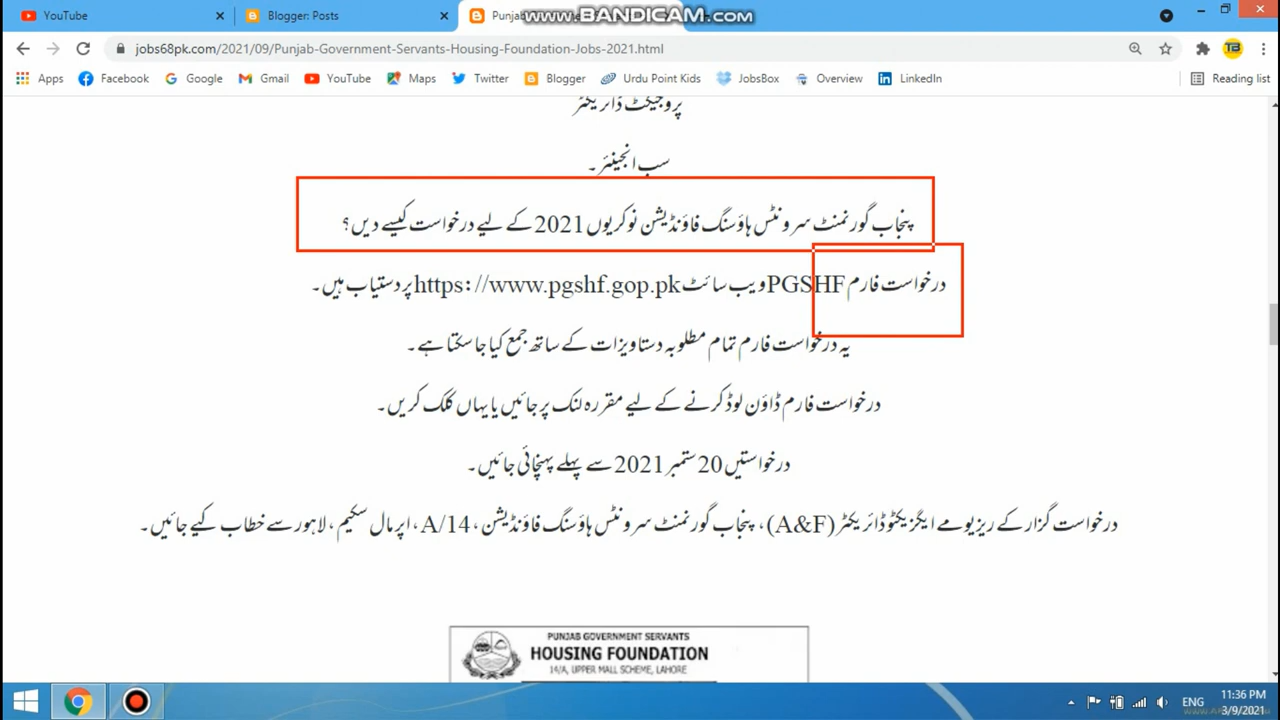 YouTube
Blogger: Posts
Punjab
www.BANDICAM.com
jobs68pk.com/2021/09/Punjab-Government-Servants-Housing-Foundation-Jobs-2021.html
Apps Facebook Google Gmail YouTube Maps Twitter Blogger Urdu Point Kids JobsBox Overview LinkedIn Reading list
پروجیکٹ ڈائریکٹر
سب انجینئر۔
پنجاب گورنمنٹ سرونٹس ہاؤسنگ فاؤنڈیشن نوکریوں 2021 کے لیے درخواست کیسے دیں؟
درخواست فارم PGSHF ویب سائٹ https://www.pgshf.gop.pk پر دستیاب ہیں۔
یہ درخواست فارم تمام مطلوبہ دستاویزات کے ساتھ جمع کیا جا سکتا ہے۔
درخواست فارم ڈاؤن لوڈ کرنے کے لیے مقررہ لنک پر جائیں یا یہاں کلک کریں۔
درخواستیں 20 ستمبر 2021 سے پہلے پہنچائی جائیں۔
درخواست گزار کے ریزیومے ایگزیکٹو ڈائریکٹر (A&F)، پنجاب گورنمنٹ سرونٹس ہاؤسنگ فاؤنڈیشن، 14/A، اپر مال سکیم، لاہور سے خطاب کیے جائیں۔
PUNJAB GOVERNMENT SERVANTS
HOUSING FOUNDATION
14/A, UPPER MALL SCHEME, LAHORE
ENG
11:36 PM
3/9/2021